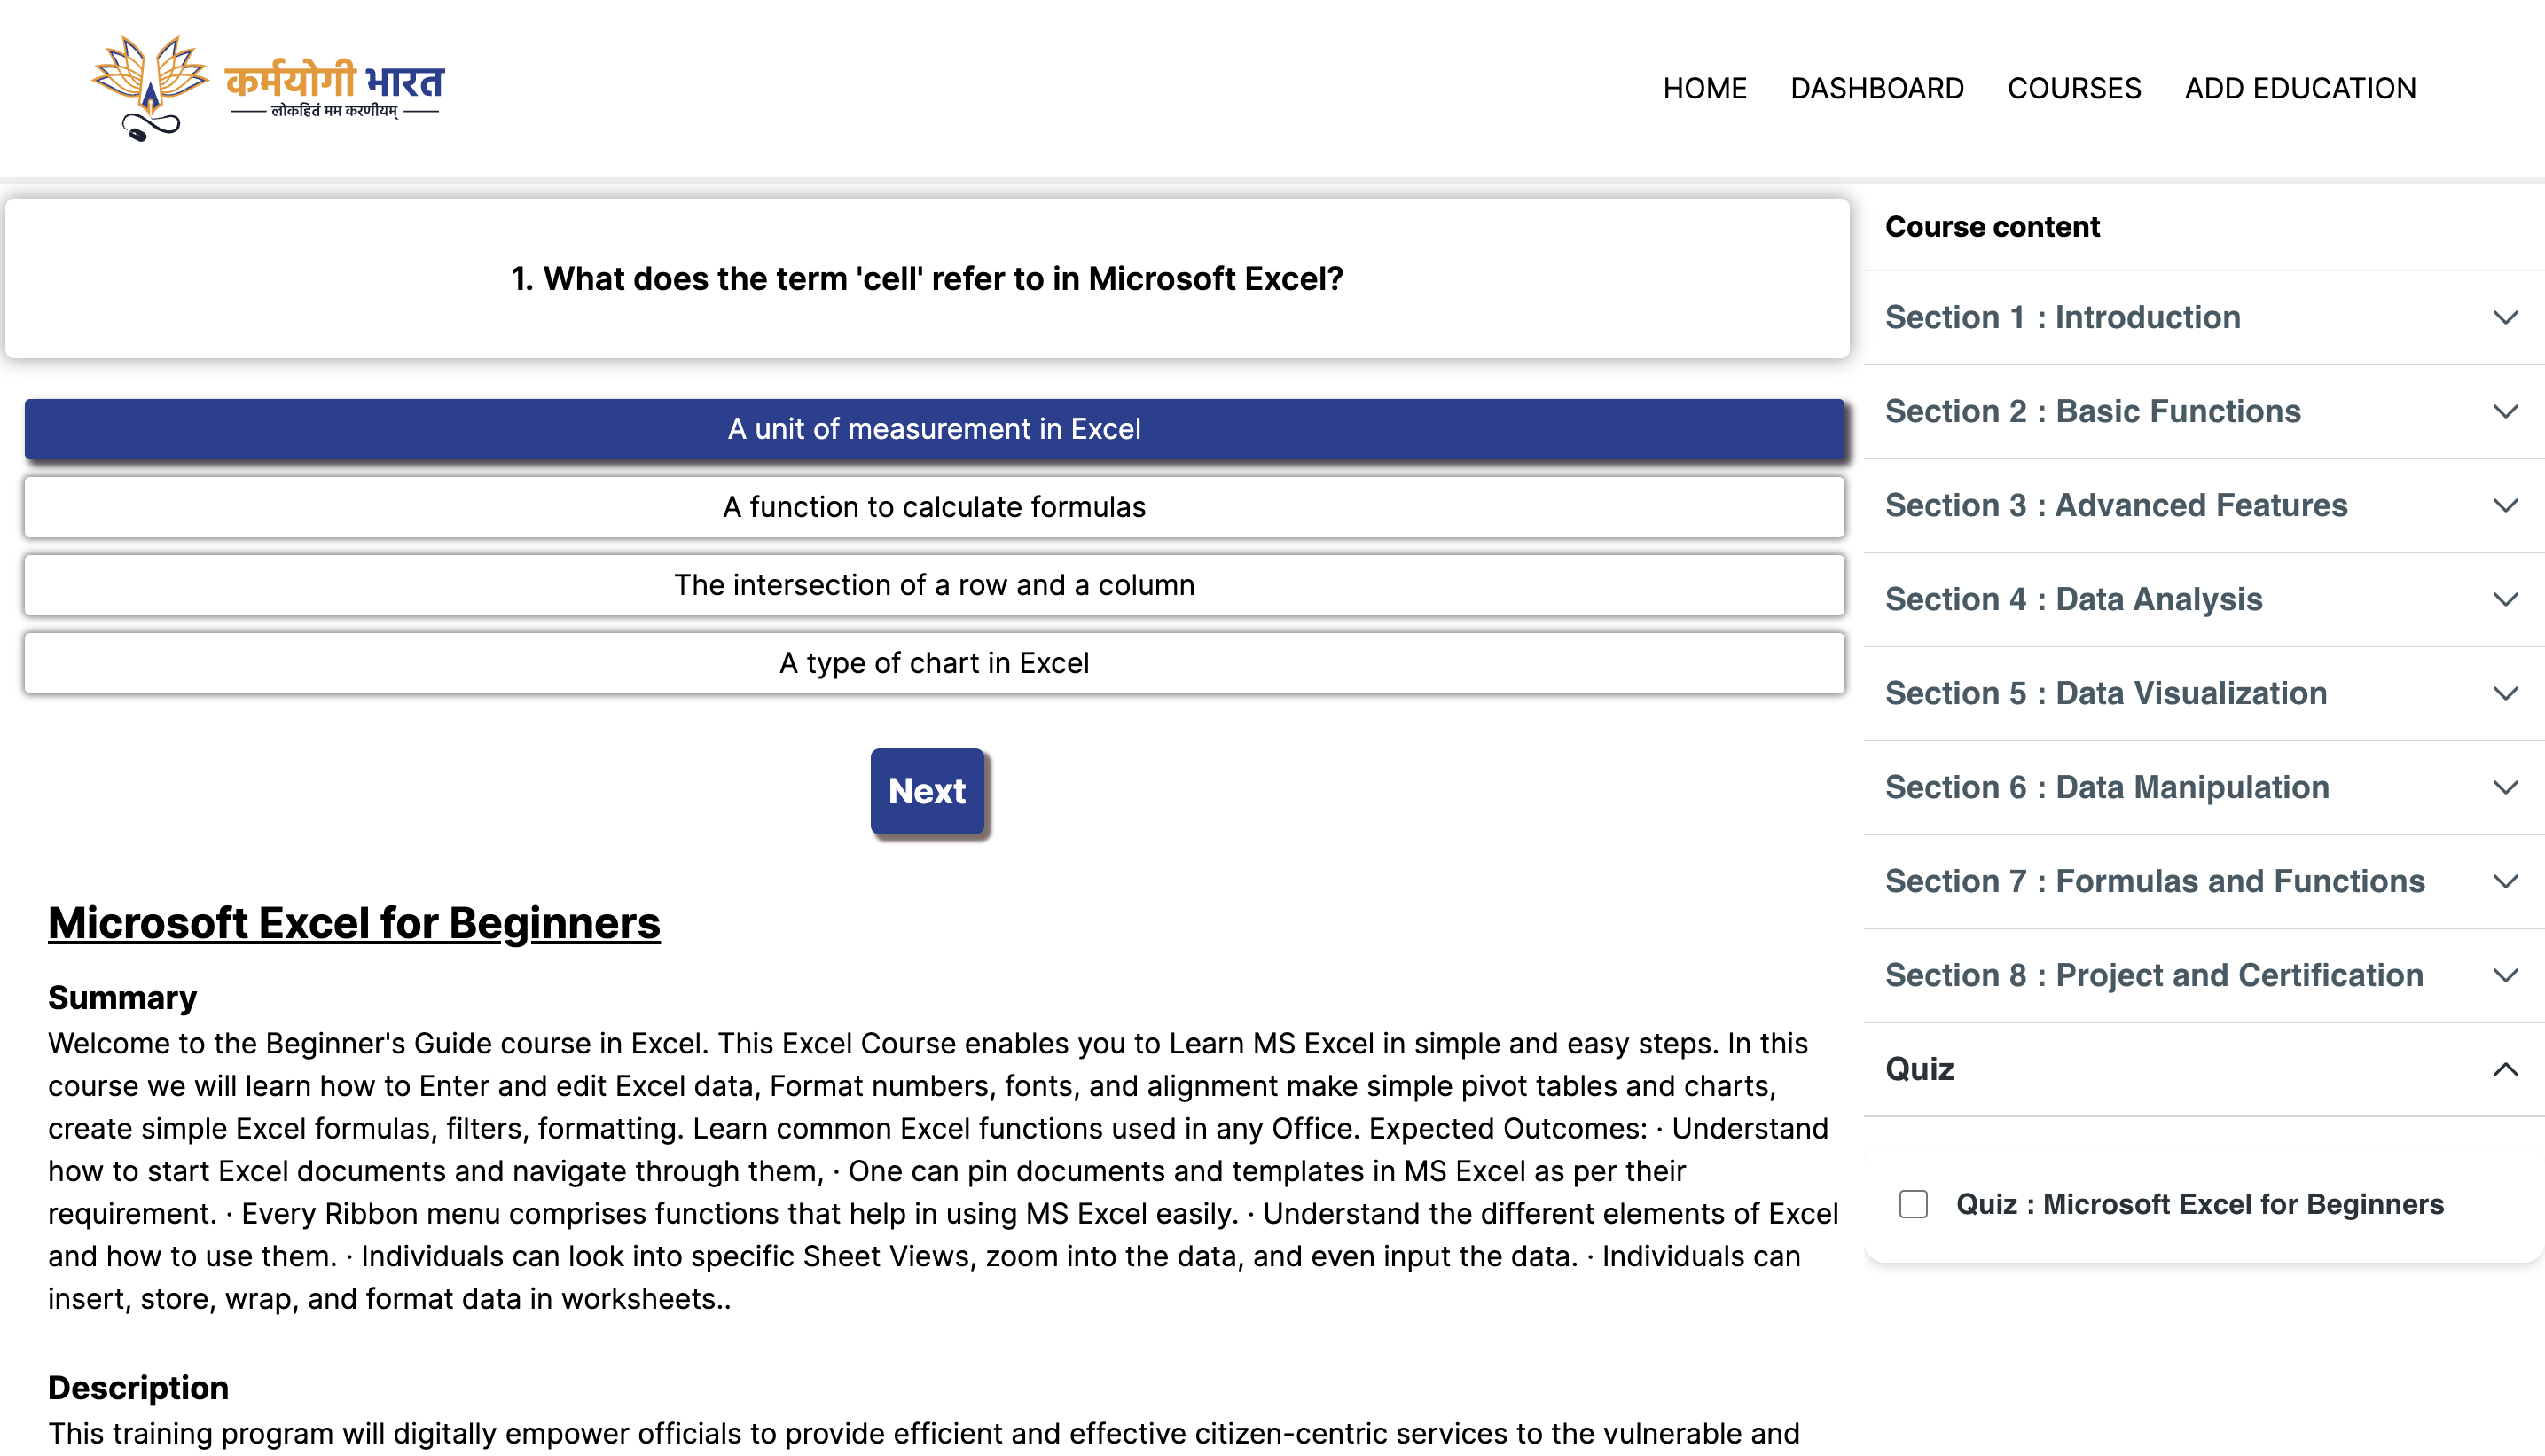 कर्मयोगी भारत
लोकहितं मम करणीयम्
HOME DASHBOARD COURSES ADD EDUCATION
1. What does the term 'cell' refer to in Microsoft Excel?
A unit of measurement in Excel
A function to calculate formulas
The intersection of a row and a column
A type of chart in Excel
Next
Microsoft Excel for Beginners
Summary
Welcome to the Beginner's Guide course in Excel. This Excel Course enables you to Learn MS Excel in simple and easy steps. In this
course we will learn how to Enter and edit Excel data, Format numbers, fonts, and alignment make simple pivot tables and charts,
create simple Excel formulas, filters, formatting. Learn common Excel functions used in any Office. Expected Outcomes: · Understand
how to start Excel documents and navigate through them, · One can pin documents and templates in MS Excel as per their
requirement. · Every Ribbon menu comprises functions that help in using MS Excel easily. · Understand the different elements of Excel
and how to use them. · Individuals can look into specific Sheet Views, zoom into the data, and even input the data. · Individuals can
insert, store, wrap, and format data in worksheets..
Description
This training program will digitally empower officials to provide efficient and effective citizen-centric services to the vulnerable and
Course content
Section 1 : Introduction
Section 2 : Basic Functions
Section 3 : Advanced Features
Section 4 : Data Analysis
Section 5 : Data Visualization
Section 6 : Data Manipulation
Section 7 : Formulas and Functions
Section 8 : Project and Certification
Quiz
Quiz : Microsoft Excel for Beginners